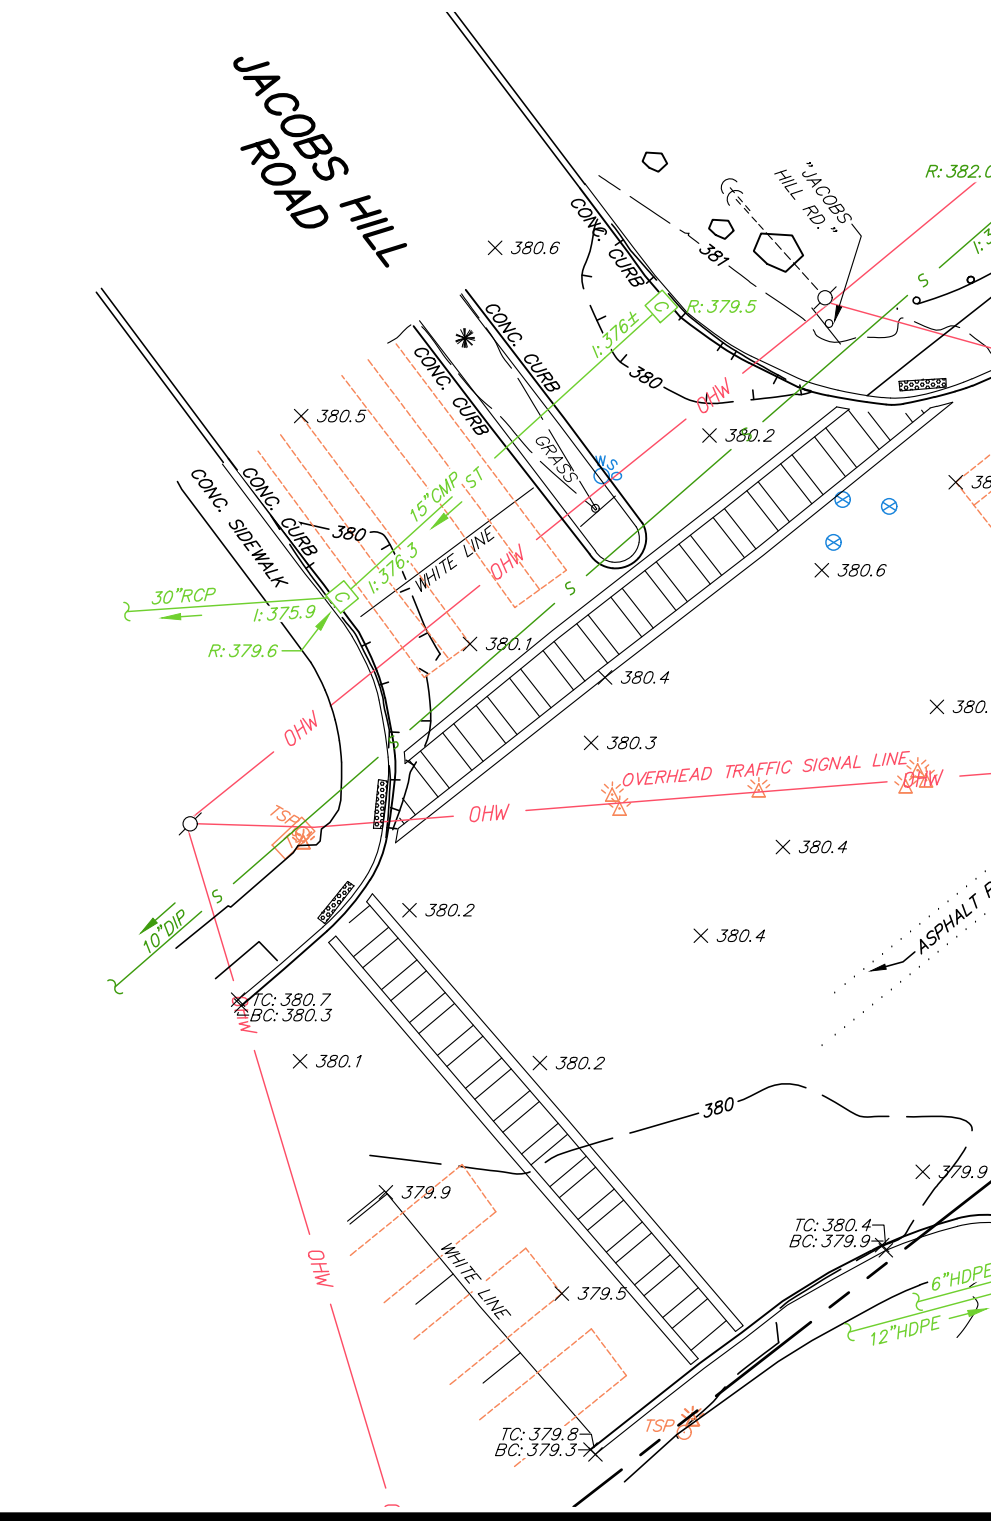 JACOBS HILL
ROAD
"JACOBS
HILL RD."
R: 382.0
CONC. CURB
381
380.6
S
R: 379.5
I: 376±
380
OHW
CONC. CURB
CONC. CURB
380.5
380.2
S
GRASS
WSO
15"CMP
ST
CONC. CURB
CONC. SIDEWALK
380
WHITE LINE
OHW
I: 376.3
380.6
S
30"RCP
I: 375.9
R: 379.6
C
C
380.1
380.4
380.
OHW
S
380.3
OVERHEAD TRAFFIC SIGNAL LINE
OHW
OHW
TSP
380.4
S
10"DIP
380.2
380.4
ASPHALT
TC: 380.7
BC: 380.3
OHW
380.1
380.2
380
379.9
379.9
TC: 380.4
BC: 379.9
WHITE LINE
OHW
379.5
6"HDPE
12"HDPE
TSP
TC: 379.8
BC: 379.3